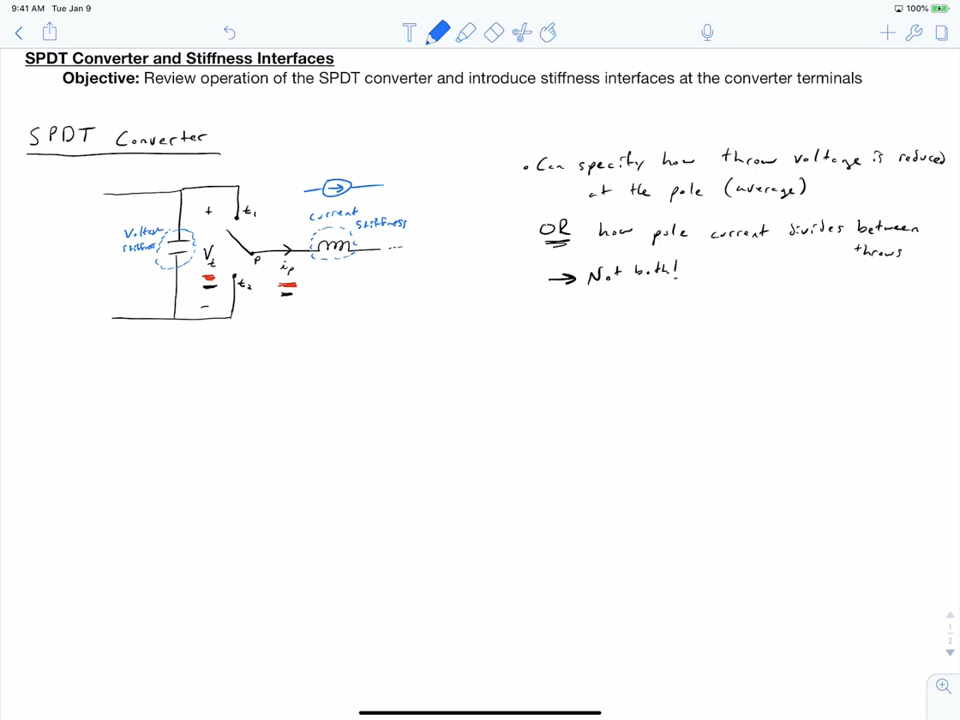 9:41 AM Tue Jan 9
100%
SPDT Converter and Stiffness Interfaces
Objective: Review operation of the SPDT converter and introduce stiffness interfaces at the converter terminals
SPDT Converter
• Can specify how throw voltage is reduced
at the pole (average)
OR how pole current divides between
throws
→ Not both!
current
stiffness
Voltage
stiffness
+
t1
Vt
-
p
ip
t2
...
1
2